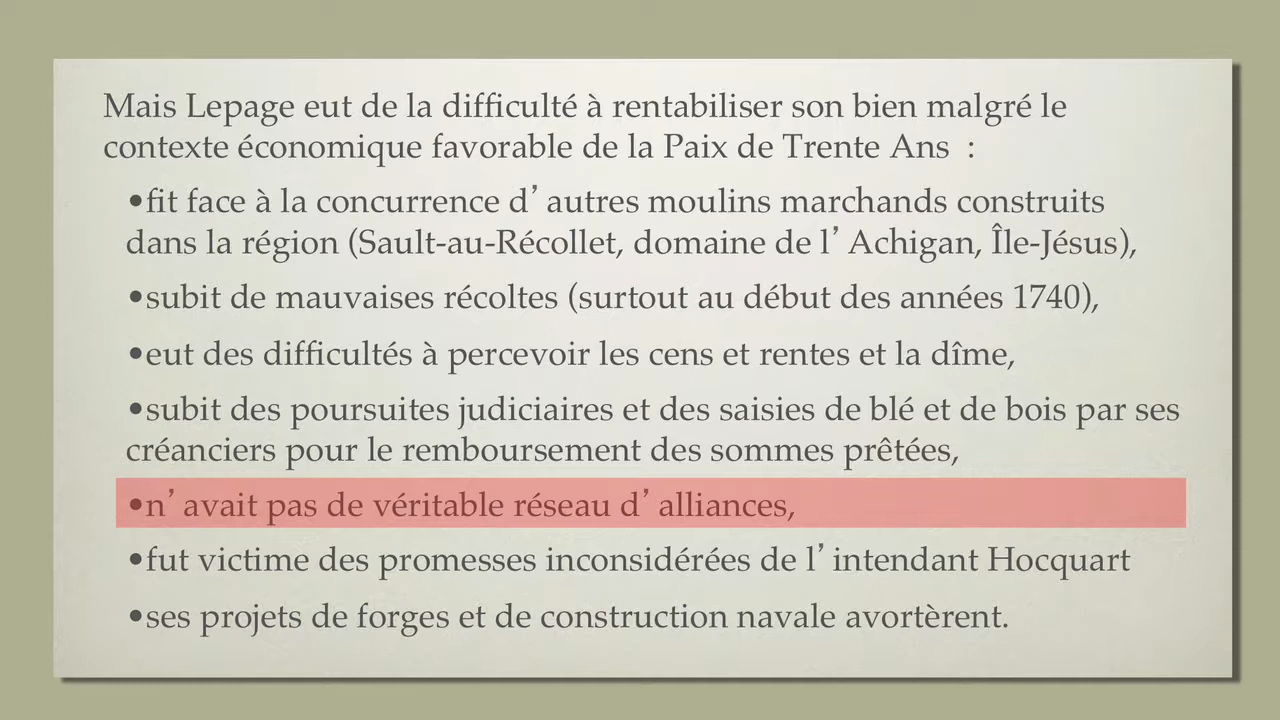 Mais Lepage eut de la difficulté à rentabiliser son bien malgré le
contexte économique favorable de la Paix de Trente Ans :
•fit face à la concurrence d’ autres moulins marchands construits
dans la région (Sault-au-Récollet, domaine de l’ Achigan, Île-Jésus),
•subit de mauvaises récoltes (surtout au début des années 1740),
•eut des difficultés à percevoir les cens et rentes et la dîme,
•subit des poursuites judiciaires et des saisies de blé et de bois par ses
créanciers pour le remboursement des sommes prêtées,
•n’ avait pas de véritable réseau d’ alliances,
•fut victime des promesses inconsidérées de l’ intendant Hocquart
•ses projets de forges et de construction navale avortèrent.